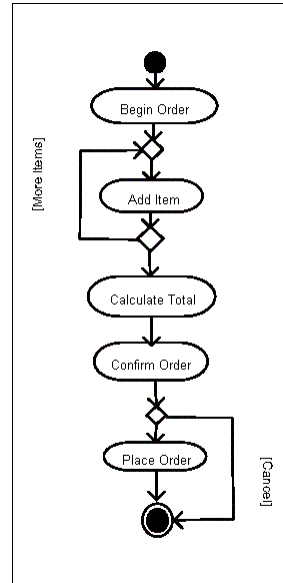 Begin Order
[More Items]
Add Item
Calculate Total
Confirm Order
Place Order
[Cancel]